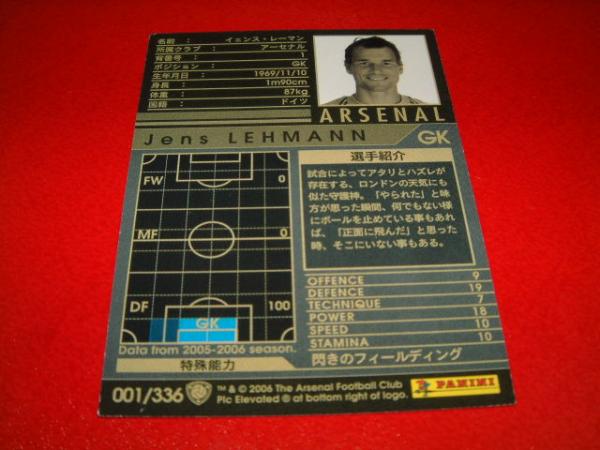 名前 : イェンス・レーマン
所属クラブ : アーセナル
背番号 : 1
ポジション : GK
生年月日 : 1969/11/10
身長 : 1m90cm
体重 : 87kg
国籍 : ドイツ
ARSENAL
Jens LEHMANN
GK
選手紹介
試合によってアタリとハズレが
存在する、ロンドンの天気にも
似た守護神。「やられた」と味
方が思った瞬間、何でもない様
にボールを止めている事もあれ
ば、「正面に飛んだ」と思っ
た時、そこにいない事もある。
FW 0
MF 0
DF 100
GK
OFFENCE 9
DEFENCE 19
TECHNIQUE 7
POWER 18
SPEED 10
STAMINA 10
Data from 2005-2006 season.
特殊能力
閃きのフィールディング
001/336
™ & © 2006 The Arsenal Football Club
Plc Elevated ® at bottom right of logo.
PANINI